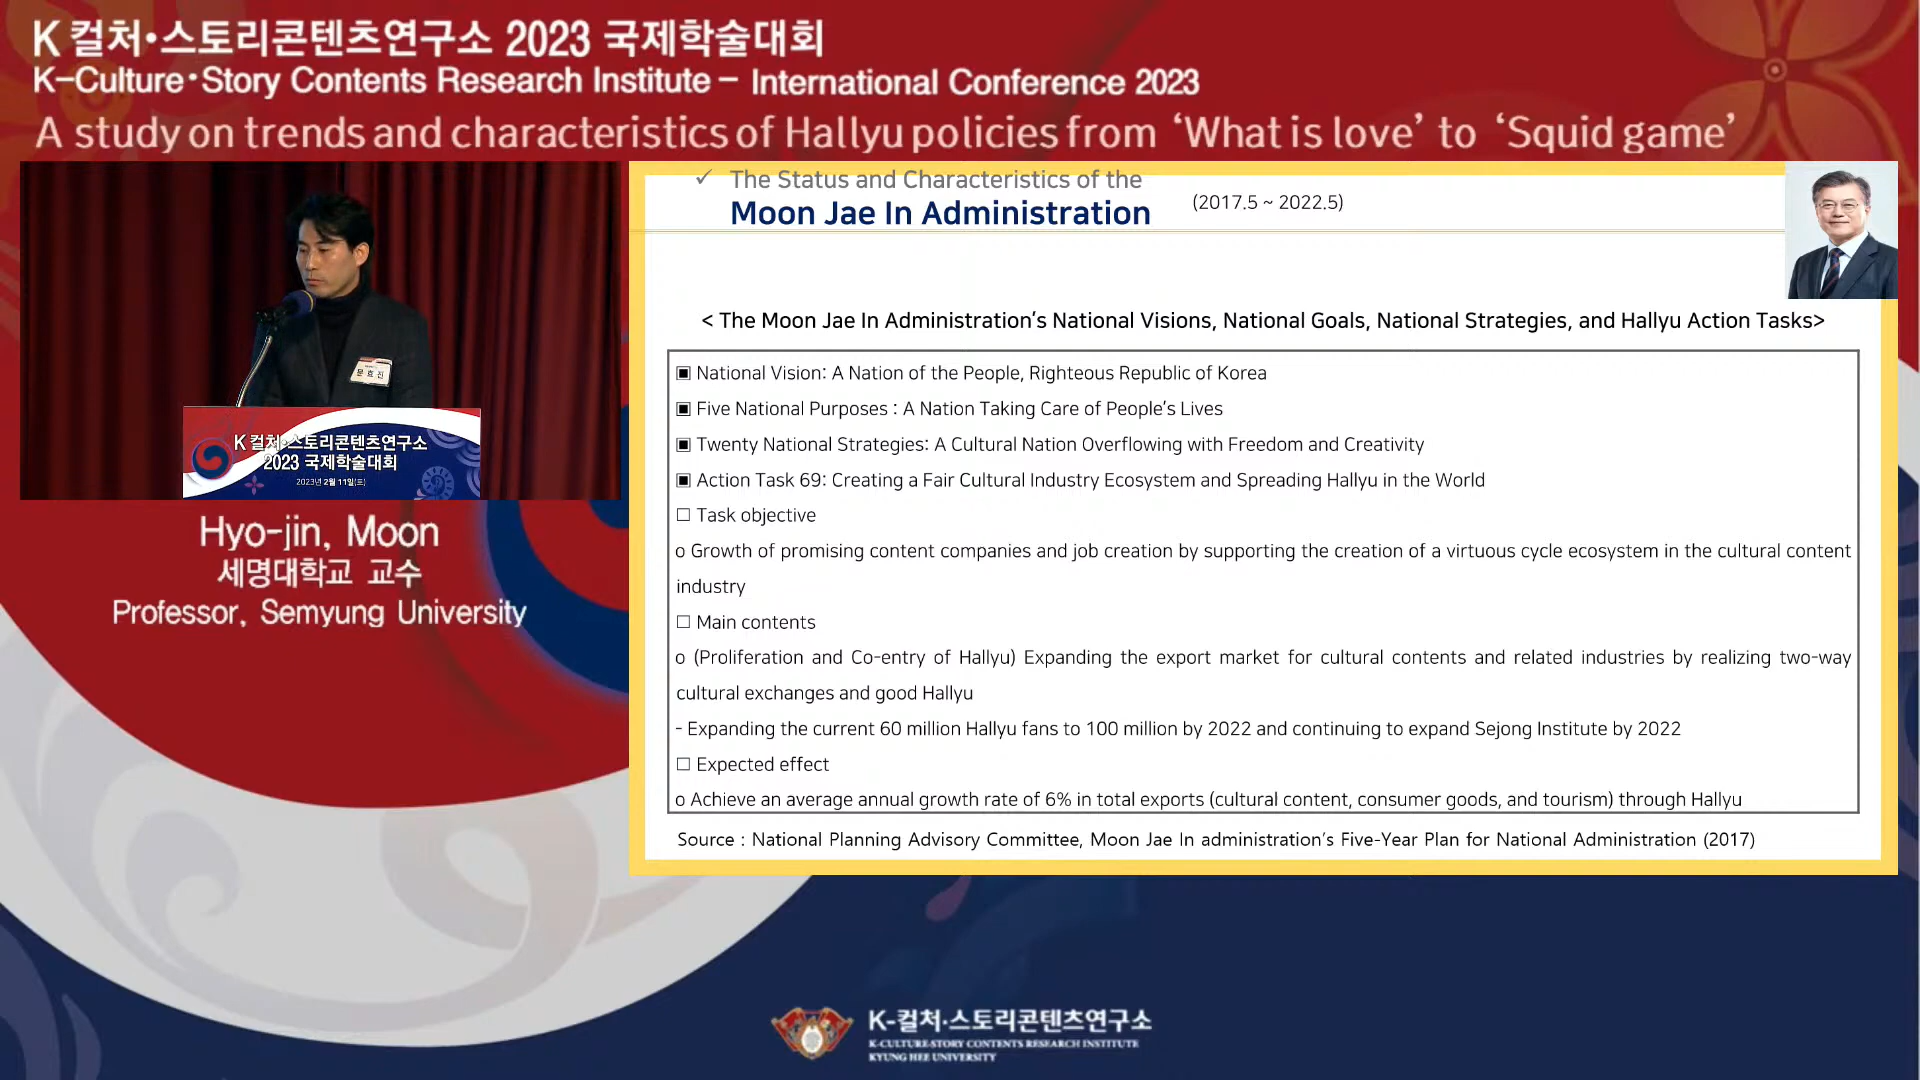 K 컬처•스토리콘텐츠연구소 2023 국제학술대회
K-Culture•Story Contents Research Institute – International Conference 2023
A study on trends and characteristics of Hallyu policies from ‘What is love’ to ‘Squid game’
✓ The Status and Characteristics of the
Moon Jae In Administration
(2017.5 ~ 2022.5)
< The Moon Jae In Administration’s National Visions, National Goals, National Strategies, and Hallyu Action Tasks>
▣ National Vision: A Nation of the People, Righteous Republic of Korea
▣ Five National Purposes : A Nation Taking Care of People’s Lives
▣ Twenty National Strategies: A Cultural Nation Overflowing with Freedom and Creativity
▣ Action Task 69: Creating a Fair Cultural Industry Ecosystem and Spreading Hallyu in the World
□ Task objective
o Growth of promising content companies and job creation by supporting the creation of a virtuous cycle ecosystem in the cultural content
industry
□ Main contents
o (Proliferation and Co-entry of Hallyu) Expanding the export market for cultural contents and related industries by realizing two-way
cultural exchanges and good Hallyu
- Expanding the current 60 million Hallyu fans to 100 million by 2022 and continuing to expand Sejong Institute by 2022
□ Expected effect
o Achieve an average annual growth rate of 6% in total exports (cultural content, consumer goods, and tourism) through Hallyu
Source : National Planning Advisory Committee, Moon Jae In administration’s Five-Year Plan for National Administration (2017)
문 효 진
K 컬처•스토리콘텐츠연구소
2023 국제학술대회
2023년 2월 11일(토)
Hyo-jin, Moon
세명대학교 교수
Professor, Semyung University
K-컬처•스토리콘텐츠연구소
K-CULTURE•STORY CONTENTS RESEARCH INSTITUTE
KYUNG HEE UNIVERSITY